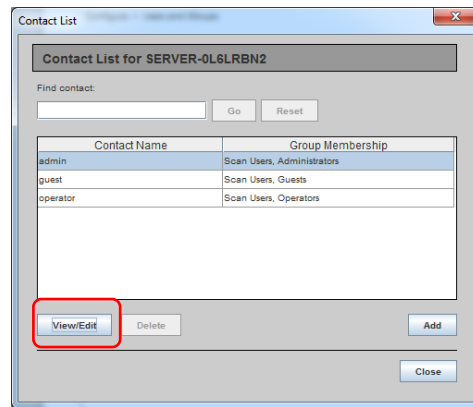 Contact List
Contact List for SERVER-0L6LRBN2
Find contact:
Go Reset
Contact Name Group Membership
admin Scan Users, Administrators
guest Scan Users, Guests
operator Scan Users, Operators
View/Edit Delete Add
Close